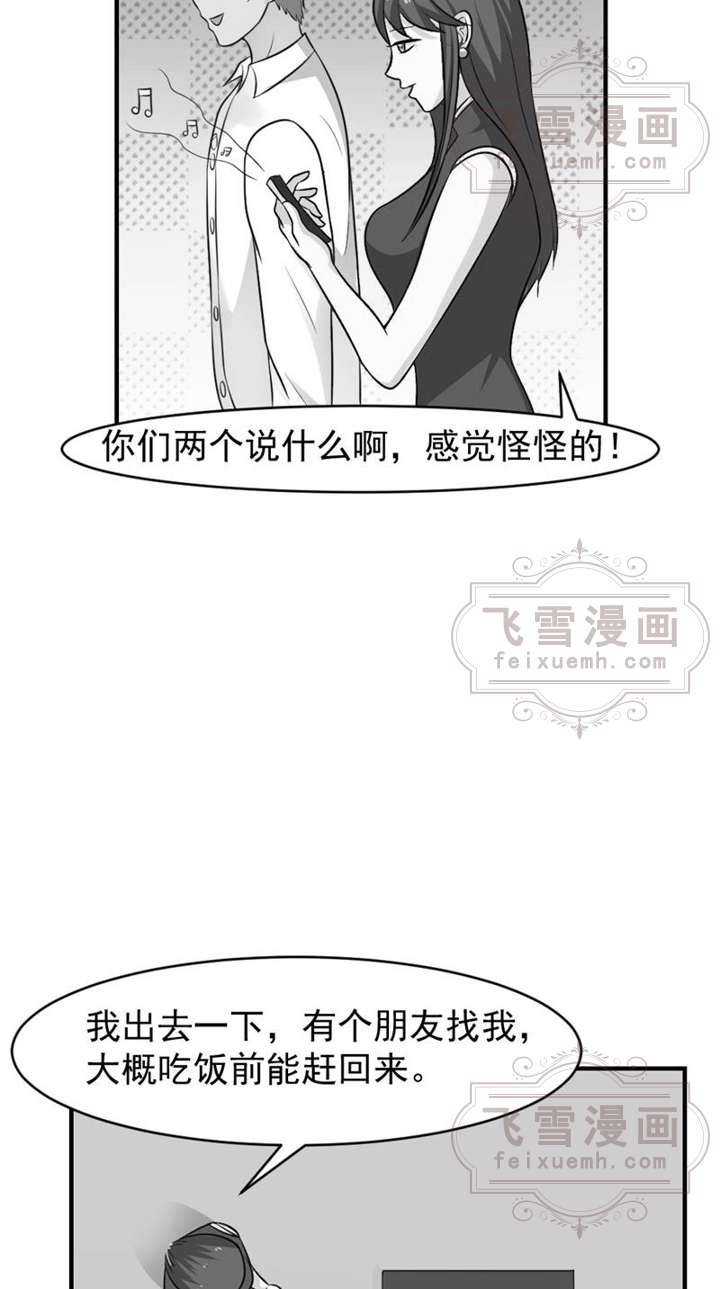 飞雪漫画
feixuemh.com
你们两个说什么啊，感觉怪怪的！
飞雪漫画
feixuemh.com
我出去一下，有个朋友找我，
大概吃饭前能赶回来。
飞雪漫画
feixuemh.com